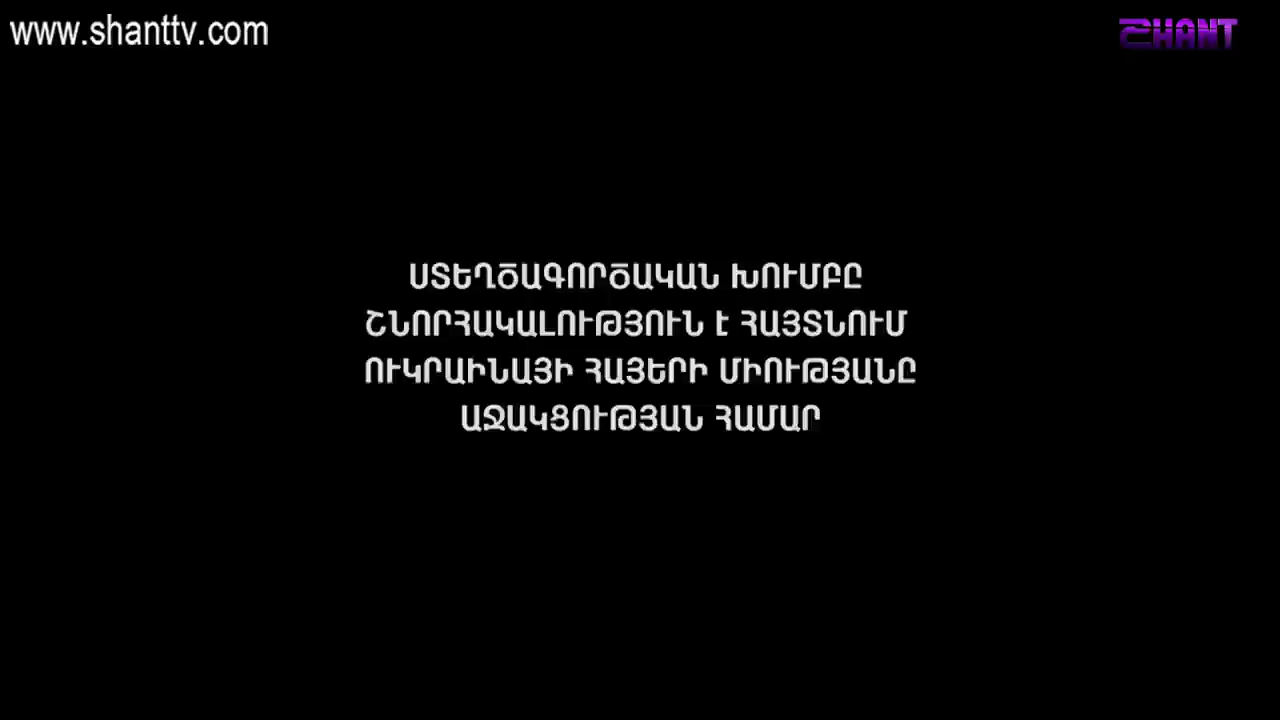 www.shanttv.com
SHANT
ՍՏԵՂԾԱԳՈՐԾԱԿԱՆ ԽՈՒՄԲԸ
ՇՆՈՐՀԱԿԱԼՈՒԹՅՈՒՆ է ՀԱՅՏՆՈՒՄ
ՈՒԿՐԱԻՆԱՅԻ ՀԱՅԵՐԻ ՄԻՈՒԹՅԱՆԸ
ԱՋԱԿՑՈՒԹՅԱՆ ՀԱՄԱՐ